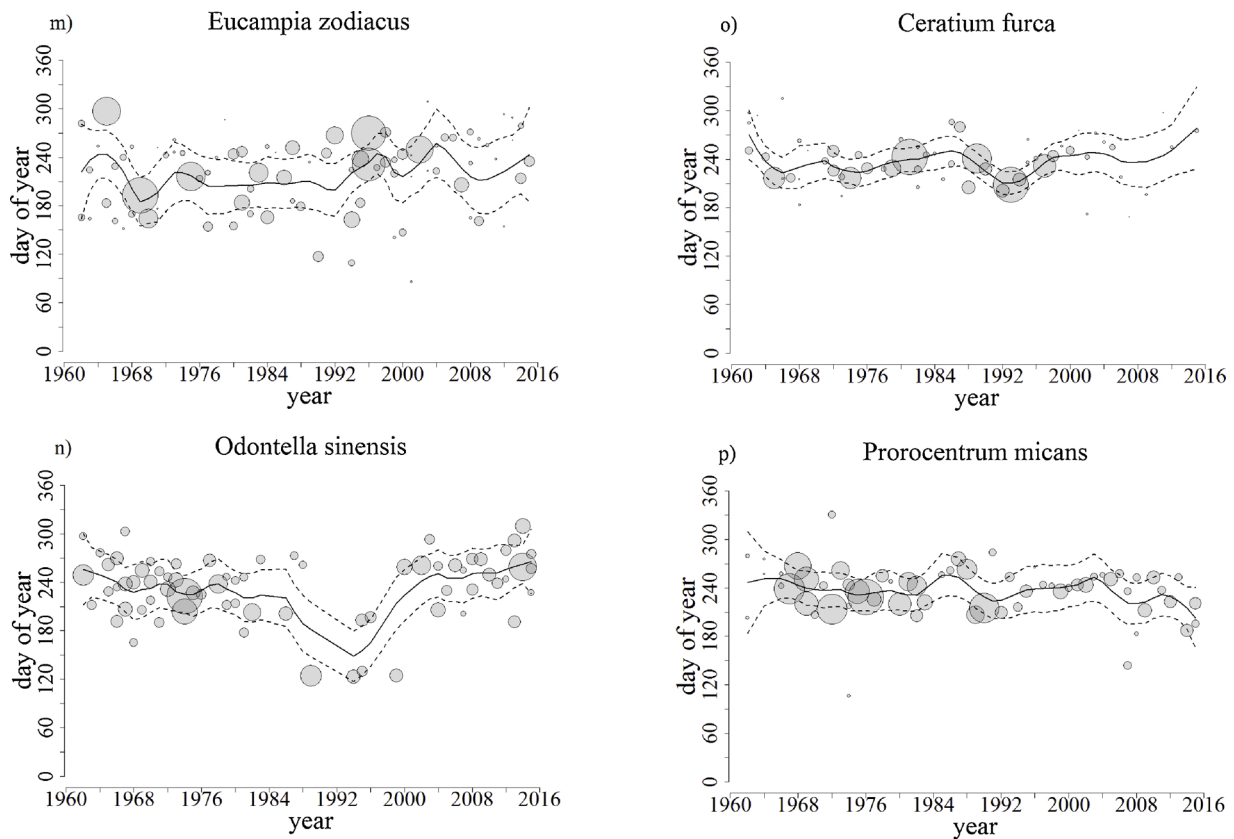 m)
Eucampia zodiacus
day of year
0 60 120 180 240 300 360
1960 1968 1976 1984 1992 2000 2008 2016
year
o)
Ceratium furca
day of year
0 60 120 180 240 300 360
1960 1968 1976 1984 1992 2000 2008 2016
year
n)
Odontella sinensis
day of year
0 60 120 180 240 300 360
1960 1968 1976 1984 1992 2000 2008 2016
year
p)
Prorocentrum micans
day of year
0 60 120 180 240 300 360
1960 1968 1976 1984 1992 2000 2008 2016
year